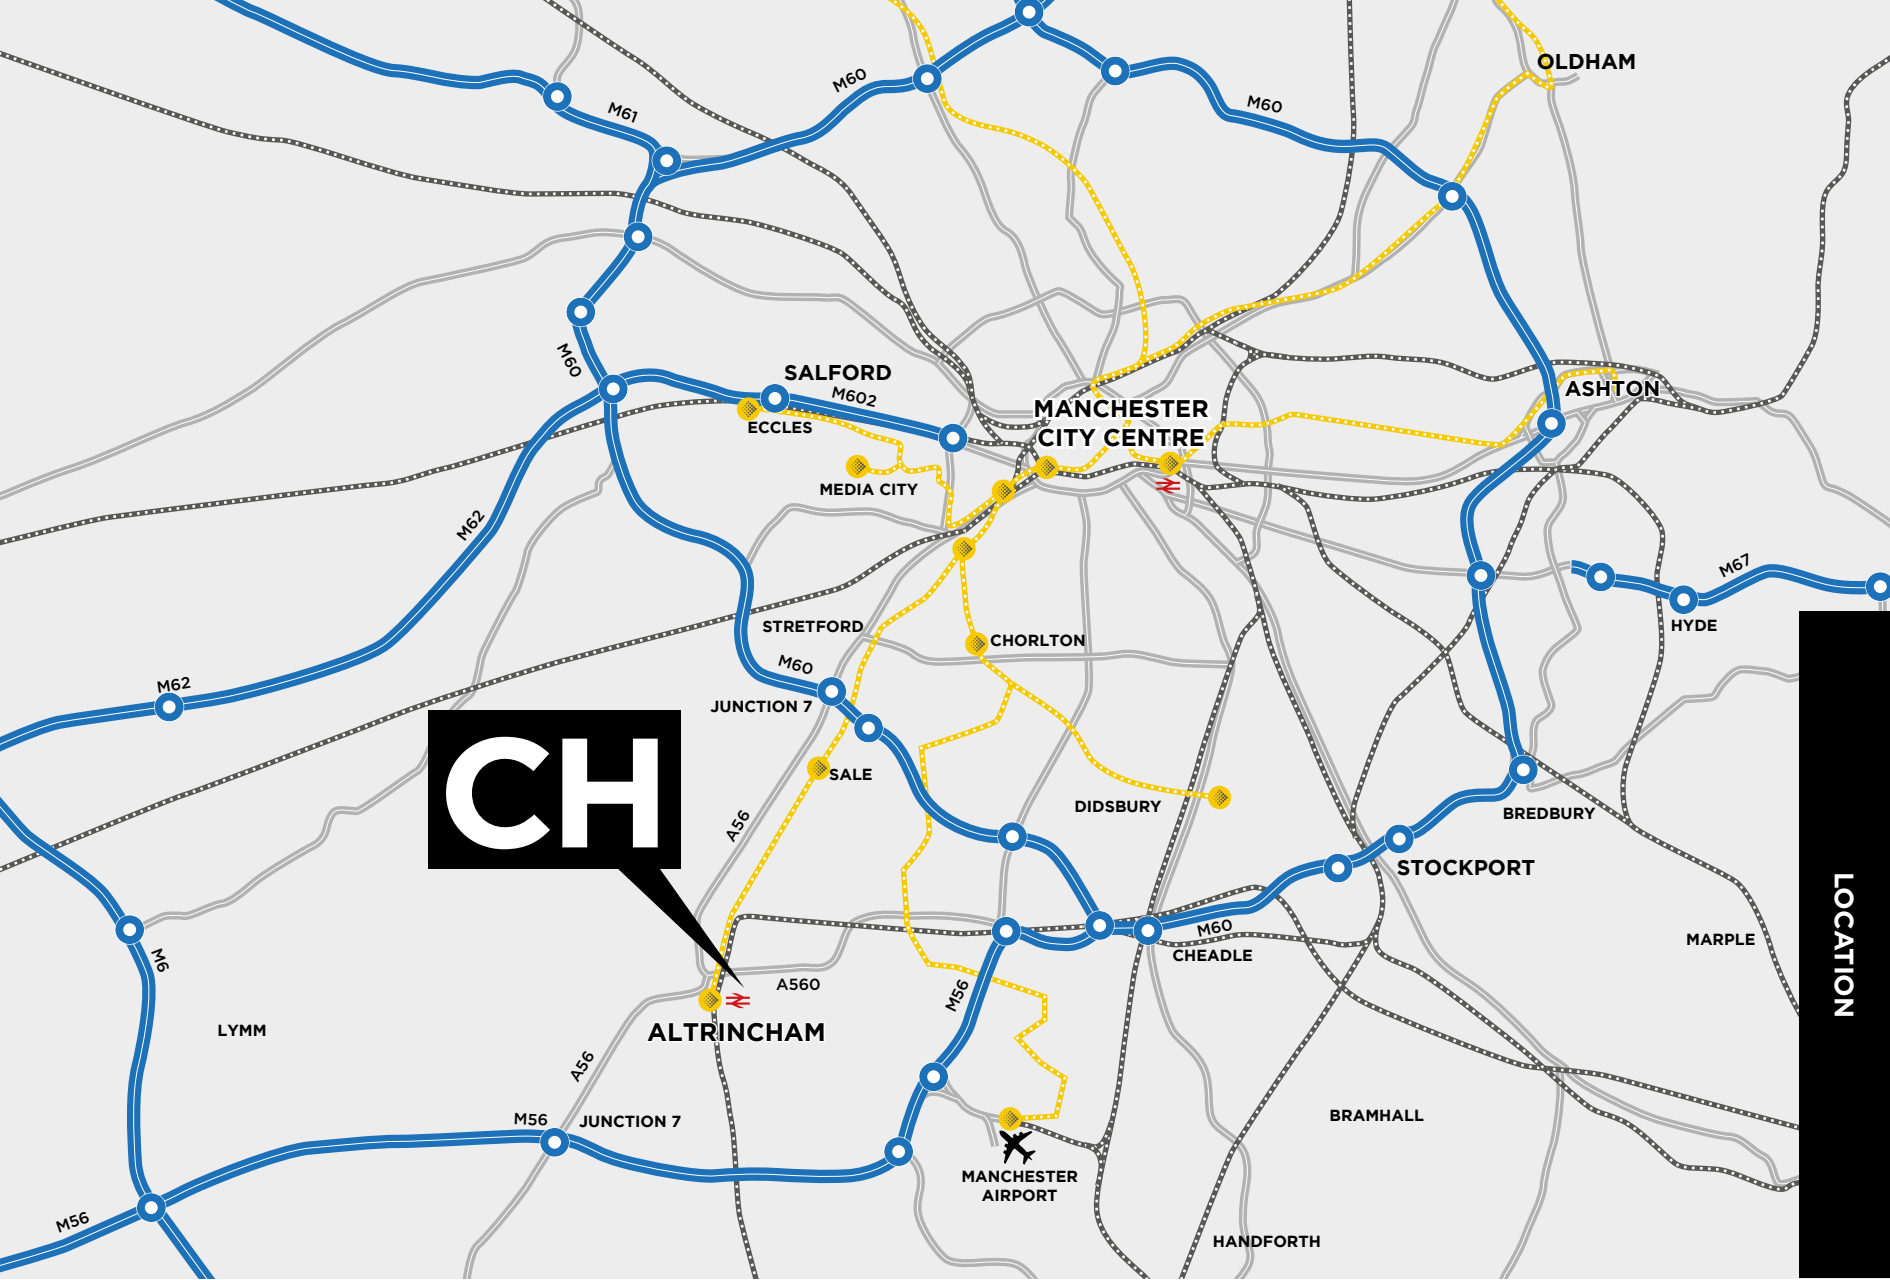 OLDHAM
M60
M60
M61
M60
SALFORD
M602
ASHTON
MANCHESTER
CITY CENTRE
ECCLES
MEDIA CITY
M62
M67
HYDE
STRETFORD
CHORLTON
M60
M62
JUNCTION 7
CH
SALE
A56
DIDSBURY
BREDBURY
STOCKPORT
LOCATION
M60
MARPLE
CHEADLE
M6
A560
M56
LYMM
ALTRINCHAM
A56
M56
JUNCTION 7
BRAMHALL
MANCHESTER
AIRPORT
M56
HANDFORTH